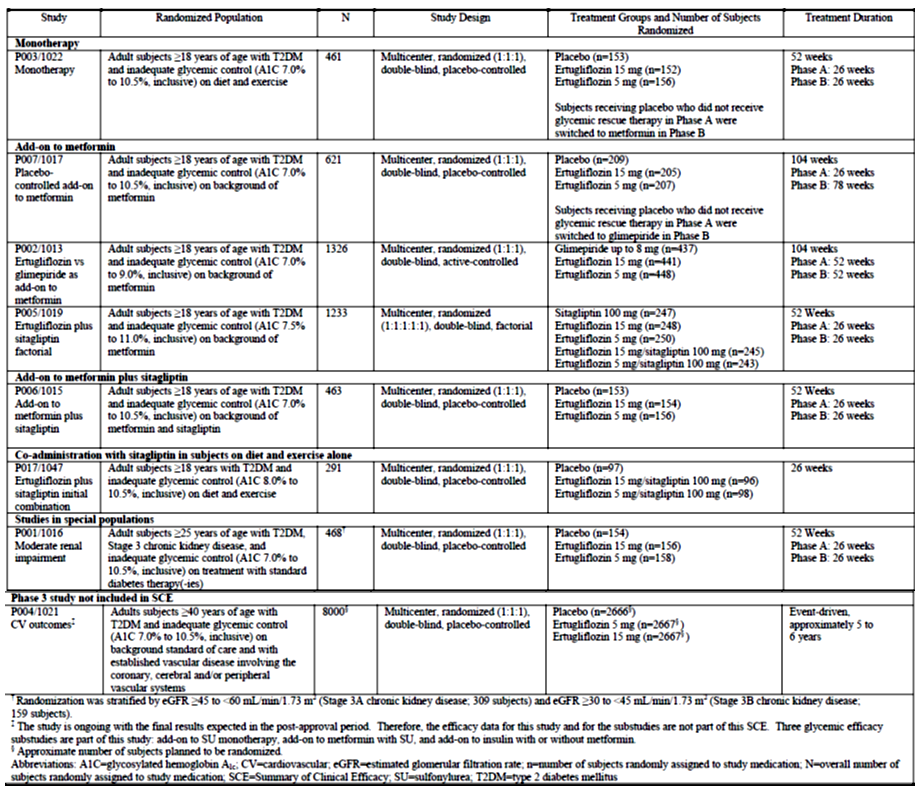 Study Randomized Population N Study Design Treatment Groups and Number of Subjects Randomized Treatment Duration
Monotherapy
P003/1022
Monotherapy
Adult subjects ≥18 years of age with T2DM
and inadequate glycemic control (A1C 7.0%
to 10.5%, inclusive) on diet and exercise
461
Multicenter, randomized (1:1:1),
double-blind, placebo-controlled
Placebo (n=153)
Ertugliflozin 15 mg (n=152)
Ertugliflozin 5 mg (n=156)
Subjects receiving placebo who did not receive
glycemic rescue therapy in Phase A were
switched to metformin in Phase B
52 weeks
Phase A: 26 weeks
Phase B: 26 weeks
Add-on to metformin
P007/1017
Placebo-
controlled add-on
to metformin
Adult subjects ≥18 years of age with T2DM
and inadequate glycemic control (A1C 7.0%
to 10.5%, inclusive) on background of
metformin
621
Multicenter, randomized (1:1:1),
double-blind, placebo-controlled
Placebo (n=209)
Ertugliflozin 15 mg (n=205)
Ertugliflozin 5 mg (n=207)
Subjects receiving placebo who did not receive
glycemic rescue therapy in Phase A were
switched to glimepiride in Phase B
104 weeks
Phase A: 26 weeks
Phase B: 78 weeks
P002/1013
Ertugliflozin vs
glimepiride as
add-on to
metformin
Adult subjects ≥18 years of age with T2DM
and inadequate glycemic control (A1C 7.0%
to 9.0%, inclusive) on background of
metformin
1326
Multicenter, randomized (1:1:1),
double-blind, active-controlled
Glimepiride up to 8 mg (n=437)
Ertugliflozin 15 mg (n=441)
Ertugliflozin 5 mg (n=448)
104 weeks
Phase A: 52 weeks
Phase B: 52 weeks
P005/1019
Ertugliflozin plus
sitagliptin
factorial
Adult subjects ≥18 years of age with T2DM
and inadequate glycemic control (A1C 7.5%
to 11.0%, inclusive) on background of
metformin
1233
Multicenter, randomized
(1:1:1:1:1), double-blind, factorial
Sitagliptin 100 mg (n=247)
Ertugliflozin 15 mg (n=248)
Ertugliflozin 5 mg (n=250)
Ertugliflozin 15 mg/sitagliptin 100 mg (n=245)
Ertugliflozin 5 mg/sitagliptin 100 mg (n=243)
52 Weeks
Phase A: 26 weeks
Phase B: 26 weeks
Add-on to metformin plus sitagliptin
P006/1015
Add-on to
metformin plus
sitagliptin
Adult subjects ≥18 years of age with T2DM
and inadequate glycemic control (A1C 7.0%
to 10.5%, inclusive) on background of
metformin and sitagliptin
463
Multicenter, randomized (1:1:1),
double-blind, placebo-controlled
Placebo (n=153)
Ertugliflozin 15 mg (n=154)
Ertugliflozin 5 mg (n=156)
52 Weeks
Phase A: 26 weeks
Phase B: 26 weeks
Co-administration with sitagliptin in subjects on diet and exercise alone
P017/1047
Ertugliflozin plus
sitagliptin initial
combination
Adult subjects ≥18 years with T2DM and
inadequate glycemic control (A1C 8.0% to
10.5%, inclusive) on diet and exercise
291
Multicenter, randomized (1:1:1),
double-blind, placebo-controlled
Placebo (n=97)
Ertugliflozin 15 mg/sitagliptin 100 mg (n=96)
Ertugliflozin 5 mg/sitagliptin 100 mg (n=98)
26 weeks
Studies in special populations
P001/1016
Moderate renal
impairment
Adult subjects ≥25 years of age with T2DM,
Stage 3 chronic kidney disease, and
inadequate glycemic control (A1C 7.0% to
10.5%, inclusive) on treatment with standard
diabetes therapy(-ies)
468†
Multicenter, randomized (1:1:1),
double-blind, placebo-controlled
Placebo (n=154)
Ertugliflozin 15 mg (n=156)
Ertugliflozin 5 mg (n=158)
52 Weeks
Phase A: 26 weeks
Phase B: 26 weeks
Phase 3 study not included in SCE
P004/1021
CV outcomes‡
Adults subjects ≥40 years of age with
T2DM and inadequate glycemic control
(A1C 7.0% to 10.5%, inclusive) on
background standard of care and with
established vascular disease involving the
coronary, cerebral and/or peripheral
vascular systems
8000§
Multicenter, randomized (1:1:1),
double-blind, placebo-controlled
Placebo (n=2666§)
Ertugliflozin 5 mg (n=2667§)
Ertugliflozin 15 mg (n=2667§)
Event-driven,
approximately 5 to
6 years
† Randomization was stratified by eGFR ≥45 to <60 mL/min/1.73 m² (Stage 3A chronic kidney disease; 309 subjects) and eGFR ≥30 to <45 mL/min/1.73 m² (Stage 3B chronic kidney disease;
159 subjects).
‡ The study is ongoing with the final results expected in the post-approval period. Therefore, the efficacy data for this study and for the substudies are not part of this SCE. Three glycemic efficacy
substudies are part of this study: add-on to SU monotherapy, add-on to metformin with SU, and add-on to insulin with or without metformin.
§ Approximate number of subjects planned to be randomized.
Abbreviations: A1C=glycosylated hemoglobin A1c; CV=cardiovascular; eGFR=estimated glomerular filtration rate; n=number of subjects randomly assigned to study medication; N=overall number of
subjects randomly assigned to study medication; SCE=Summary of Clinical Efficacy; SU=sulfonylurea; T2DM=type 2 diabetes mellitus